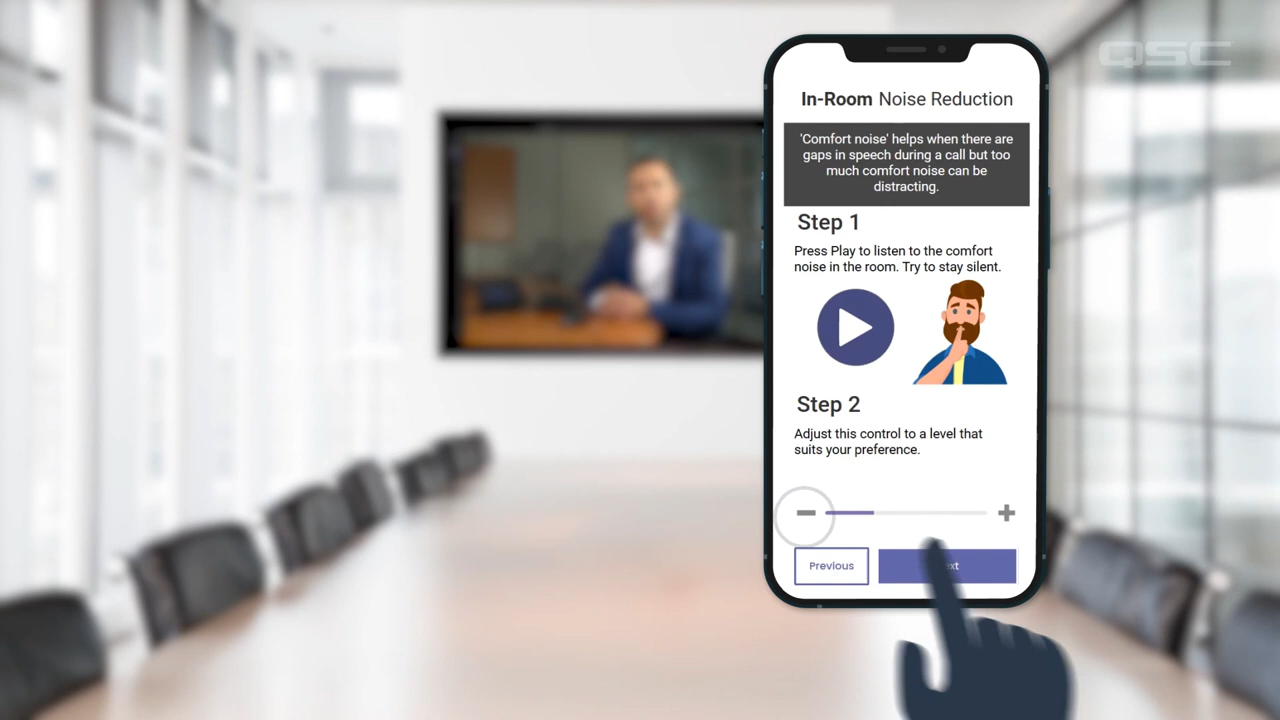 QSC
In-Room Noise Reduction
'Comfort noise' helps when there are
gaps in speech during a call but too
much comfort noise can be
distracting.
Step 1
Press Play to listen to the comfort
noise in the room. Try to stay silent.
Step 2
Adjust this control to a level that
suits your preference.
Previous